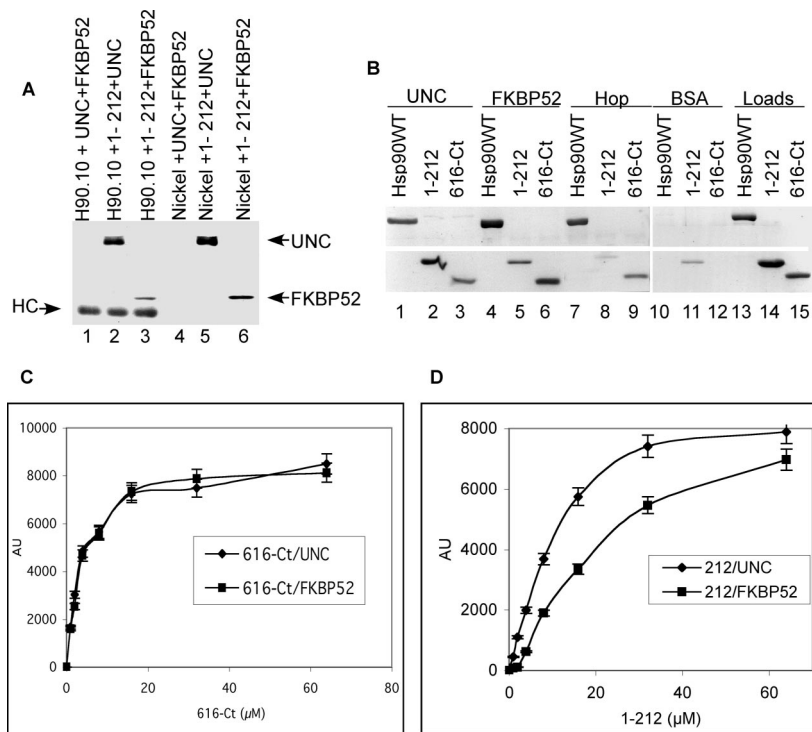 A
H90.10 + UNC+FKBP52
H90.10 +1- 212+UNC
H90.10 +1- 212+FKBP52
Nickel +UNC+FKBP52
Nickel+1- 212+UNC
Nickel +1- 212+FKBP52
UNC
FKBP52
HC
1 2 3 4 5 6
B
UNC FKBP52 Hop BSA Loads
Hsp90WT 1-212 616-Ct Hsp90WT 1-212 616-Ct Hsp90WT 1-212 616-Ct Hsp90WT 1-212 616-Ct Hsp90WT 1-212 616-Ct
1 2 3 4 5 6 7 8 9 10 11 12 13 14 15
C
10000
8000
6000
4000
2000
0
AU
616-Ct/UNC
616-Ct/FKBP52
0 20 40 60 80
616-Ct (µM)
D
8000
6000
4000
2000
0
AU
212/UNC
212/FKBP52
0 20 40 60
1-212 (µM)